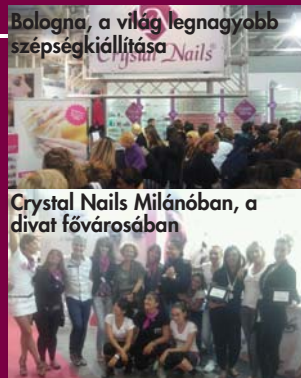 Bologna, a világ legnagyobb
szépségkiállítása
Crystal Nails®
Crystal Nails Milánóban, a
divat fővárosában